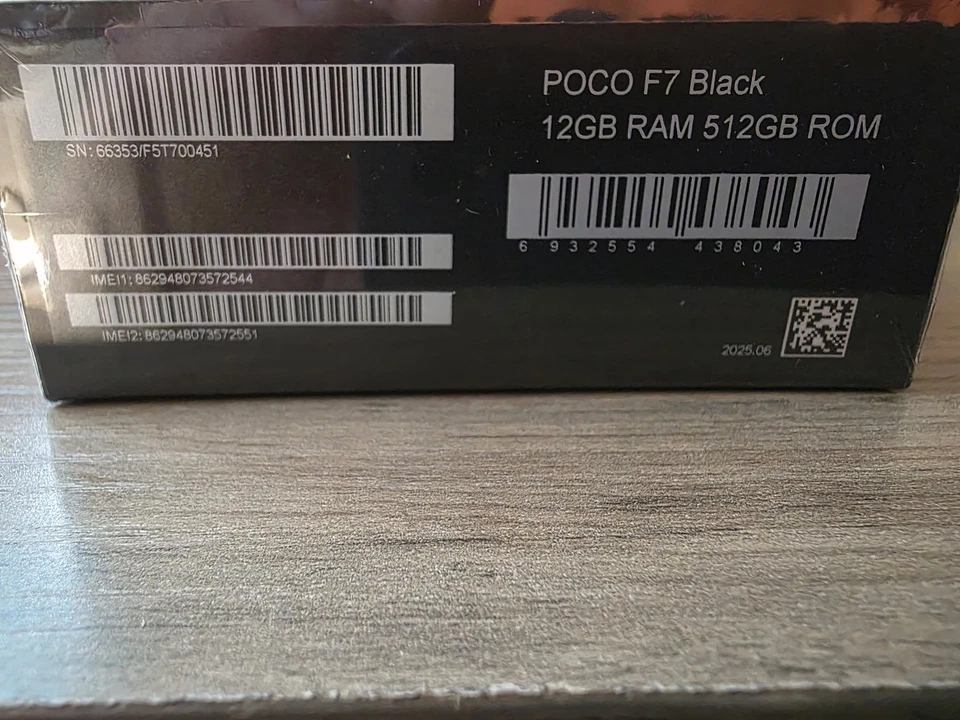 SN: 66353/F5T700451
IMEI1: 862948073572544
IMEI2: 862948073572551
POCO F7 Black
12GB RAM 512GB ROM
6 932554 438043
2025.06